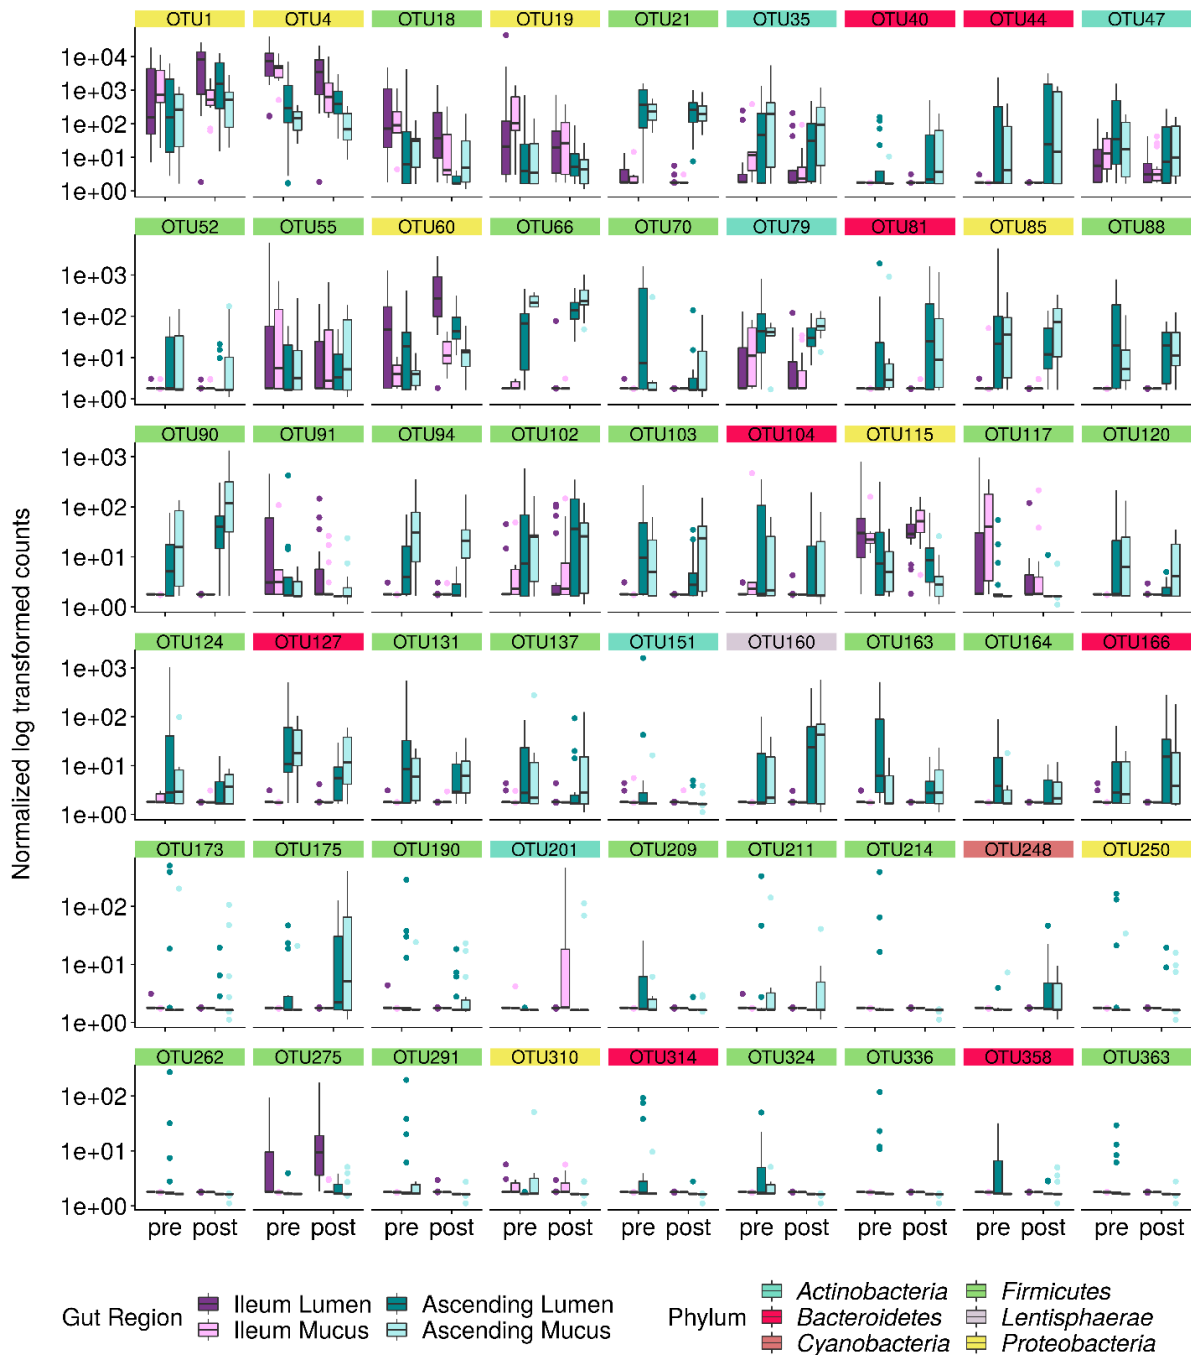 OTU1 OTU4 OTU18 OTU19 OTU21 OTU35 OTU40 OTU44 OTU47
1e+04
1e+03
1e+02
1e+01
1e+00
OTU52 OTU55 OTU60 OTU66 OTU70 OTU79 OTU81 OTU85 OTU88
1e+03
1e+02
1e+01
1e+00
OTU90 OTU91 OTU94 OTU102 OTU103 OTU104 OTU115 OTU117 OTU120
1e+03
1e+02
1e+01
1e+00
Normalized log transformed counts
OTU124 OTU127 OTU131 OTU137 OTU151 OTU160 OTU163 OTU164 OTU166
1e+03
1e+02
1e+01
1e+00
OTU173 OTU175 OTU190 OTU201 OTU209 OTU211 OTU214 OTU248 OTU250
1e+02
1e+01
1e+00
OTU262 OTU275 OTU291 OTU310 OTU314 OTU324 OTU336 OTU358 OTU363
1e+02
1e+01
1e+00
pre post pre post pre post pre post pre post pre post pre post pre post pre post
Gut Region
Ileum Lumen Ascending Lumen
Ileum Mucus Ascending Mucus
Phylum
Actinobacteria Firmicutes
Bacteroidetes Lentisphaerae
Cyanobacteria Proteobacteria